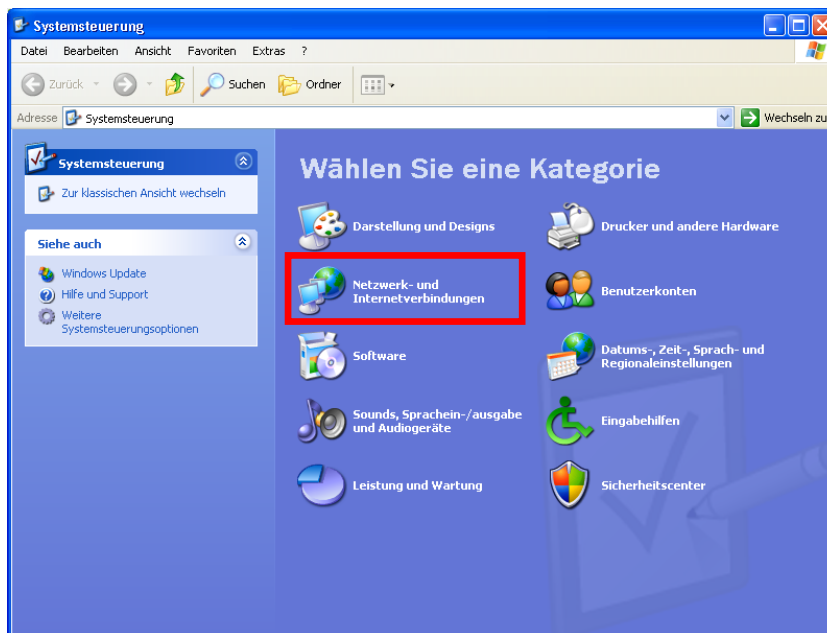 Systemsteuerung
Datei Bearbeiten Ansicht Favoriten Extras ?
Zurück Suchen Ordner
Adresse Systemsteuerung Wechseln zu
Systemsteuerung
Zur klassischen Ansicht wechseln
Siehe auch
Windows Update
Hilfe und Support
Weitere
Systemsteuerungsoptionen
Wählen Sie eine Kategorie
Darstellung und Designs
Drucker und andere Hardware
Netzwerk- und
Internetverbindungen
Benutzerkonten
Software
Datums-, Zeit-, Sprach- und
Regionaleinstellungen
Sounds, Sprachein-/ausgabe
und Audiogeräte
Eingabehilfen
Leistung und Wartung
Sicherheitscenter